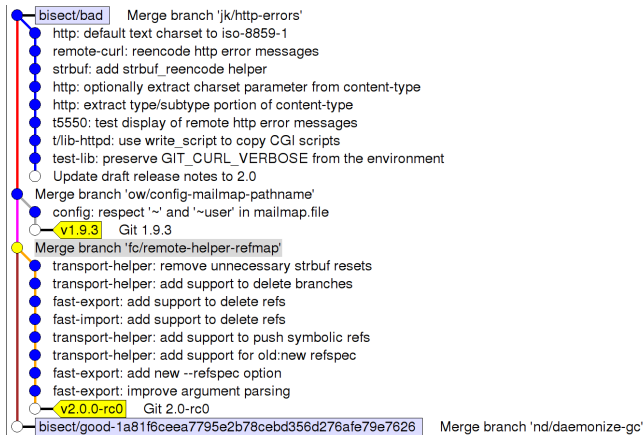 bisect/bad Merge branch 'jk/http-errors'
http: default text charset to iso-8859-1
remote-curl: reencode http error messages
strbuf: add strbuf_reencode helper
http: optionally extract charset parameter from content-type
http: extract type/subtype portion of content-type
t5550: test display of remote http error messages
t/lib-httpd: use write_script to copy CGI scripts
test-lib: preserve GIT_CURL_VERBOSE from the environment
Update draft release notes to 2.0
Merge branch 'ow/config-mailmap-pathname'
config: respect '~' and '~user' in mailmap.file
v1.9.3 Git 1.9.3
Merge branch 'fc/remote-helper-refmap'
transport-helper: remove unnecessary strbuf resets
transport-helper: add support to delete branches
fast-export: add support to delete refs
fast-import: add support to delete refs
transport-helper: add support to push symbolic refs
transport-helper: add support for old:new refspec
fast-export: add new --refspec option
fast-export: improve argument parsing
v2.0.0-rc0 Git 2.0-rc0
bisect/good-1a81f6ceea7795e2b78cebd356d276afe79e7626 Merge branch 'nd/daemonize-gc'